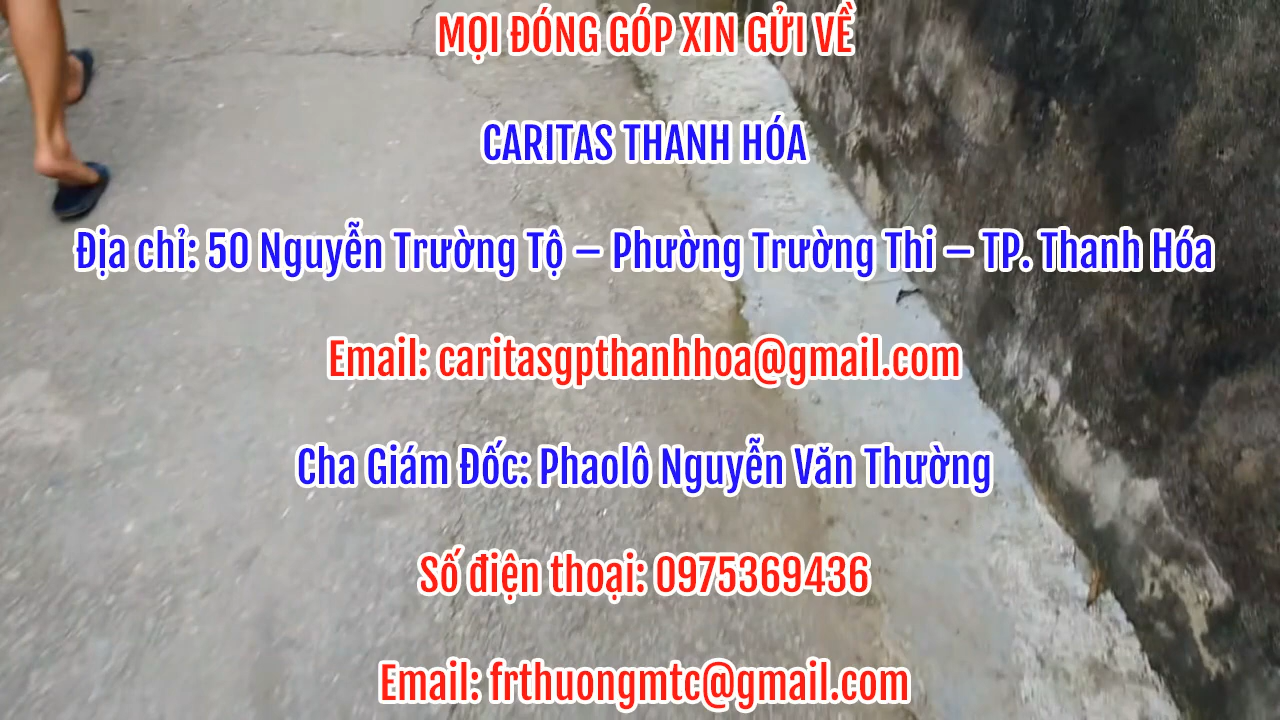 MỌI ĐÓNG GÓP XIN GỬI VỀ
CARITAS THANH HÓA
Địa chỉ: 50 Nguyễn Trường Tộ – Phường Trường Thi – TP. Thanh Hóa
Email: caritasgpthanhhoa@gmail.com
Cha Giám Đốc: Phaolô Nguyễn Văn Thường
Số điện thoại: 0975369436
Email: frthuongmtc@gmail.com